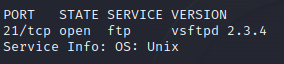 PORT   STATE SERVICE VERSION
21/tcp open  ftp     vsftpd 2.3.4
Service Info: OS: Unix